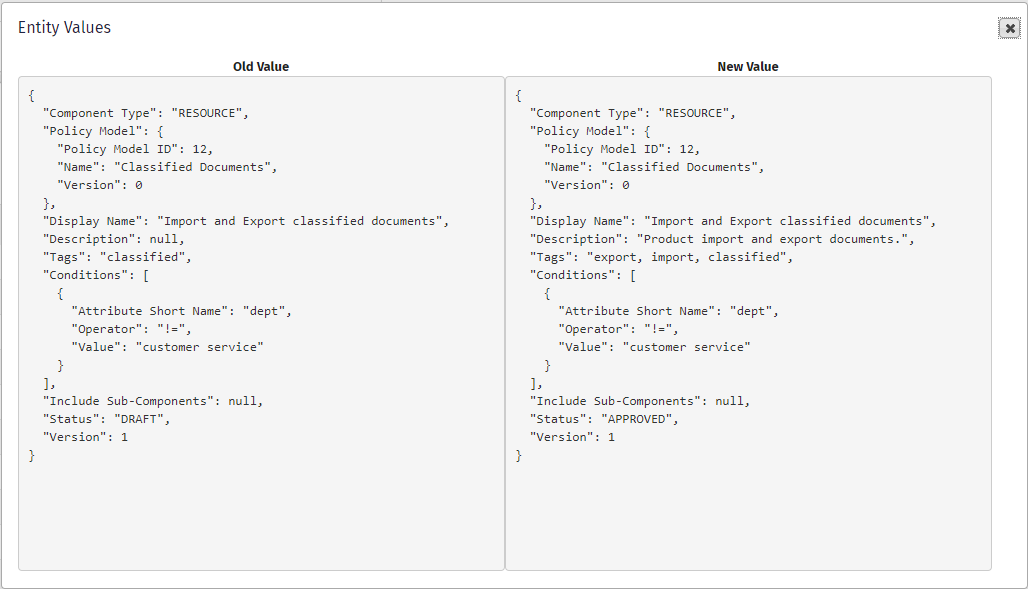 Entity Values
Old Value
{
  "Component Type": "RESOURCE",
  "Policy Model": {
    "Policy Model ID": 12,
    "Name": "Classified Documents",
    "Version": 0
  },
  "Display Name": "Import and Export classified documents",
  "Description": null,
  "Tags": "classified",
  "Conditions": [
    {
      "Attribute Short Name": "dept",
      "Operator": "!=",
      "Value": "customer service"
    }
  ],
  "Include Sub-Components": null,
  "Status": "DRAFT",
  "Version": 1
}
New Value
{
  "Component Type": "RESOURCE",
  "Policy Model": {
    "Policy Model ID": 12,
    "Name": "Classified Documents",
    "Version": 0
  },
  "Display Name": "Import and Export classified documents",
  "Description": "Product import and export documents.",
  "Tags": "export, import, classified",
  "Conditions": [
    {
      "Attribute Short Name": "dept",
      "Operator": "!=",
      "Value": "customer service"
    }
  ],
  "Include Sub-Components": null,
  "Status": "APPROVED",
  "Version": 1
}